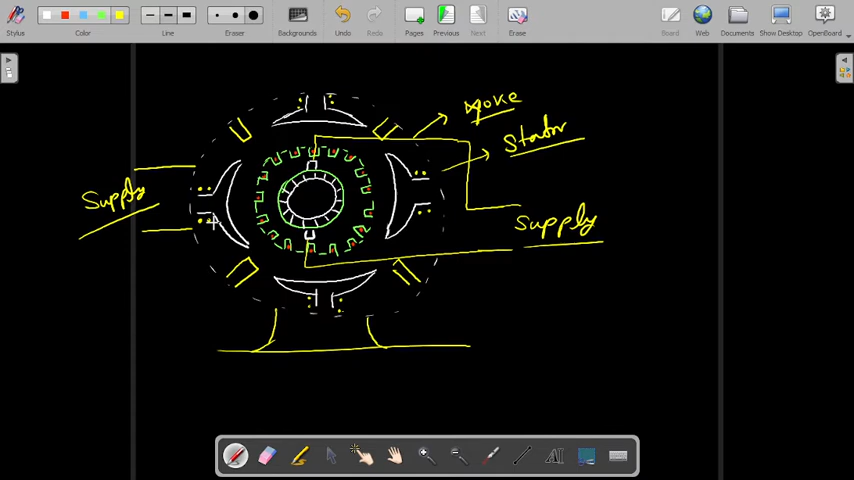 Stylus
Color
Line
Eraser
Backgrounds
Undo
Redo
Pages
Previous
Next
Erase
Board
Web
Documents
Show Desktop
OpenBoard
Yoke
Stator
Supply
Supply
AI